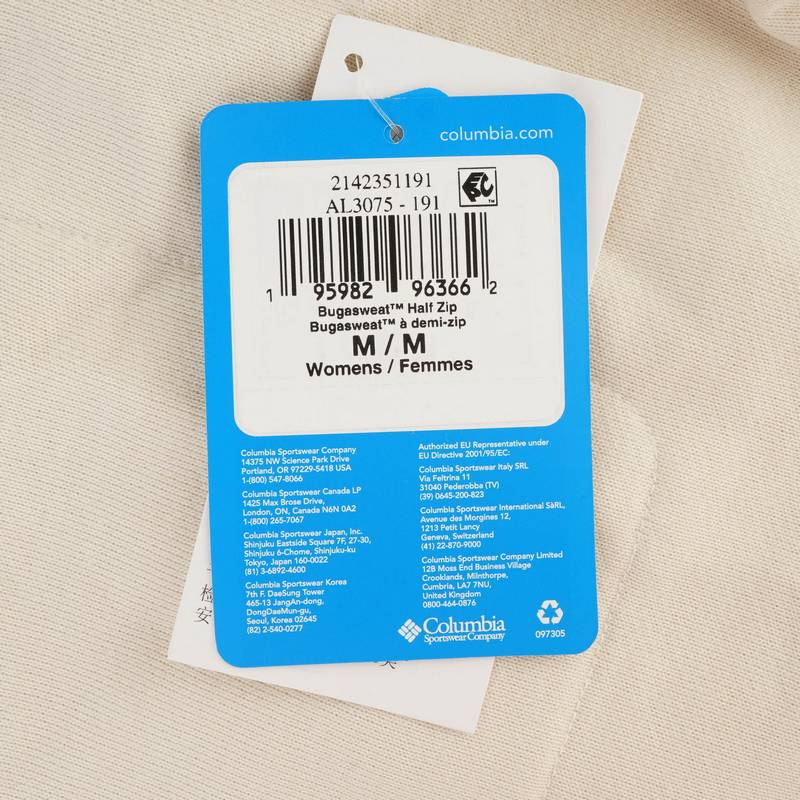 columbia.com
2142351191
AL3075 - 191
EPC™
1 95982 96366 2
Bugasweat™ Half Zip
Bugasweat™ à demi-zip
M / M
Womens / Femmes
Columbia Sportswear Company
14375 NW Science Park Drive
Portland, OR 97229-5418 USA
1-(800) 547-8066
Columbia Sportswear Canada LP
1425 Max Brose Drive,
London, ON, Canada N6N 0A2
1-(800) 265-7067
Columbia Sportswear Japan, Inc.
Shinjuku Eastside Square 7F, 27-30,
Shinjuku 6-Chome, Shinjuku-ku
Tokyo, Japan 160-0022
(81) 3-6892-4600
Columbia Sportswear Korea
7th F. DaeSung Tower
465-13 JangAn-dong,
DongDaeMun-gu,
Seoul, Korea 02645
(82) 2-540-0277
Authorized EU Representative under
EU Directive 2001/95/EC:
Columbia Sportswear Italy SRL
Via Feltrina 11
31040 Pederobba (TV)
(39) 0645-200-823
Columbia Sportswear International SàRL,
Avenue des Morgines 12,
1213 Petit Lancy
Geneva, Switzerland
(41) 22-870-9000
Columbia Sportswear Company Limited
12B Moss End Business Village
Crooklands, Milnthorpe,
Cumbria, LA7 7NU,
United Kingdom
0800-464-0876
Columbia
Sportswear Company
097305
检
安